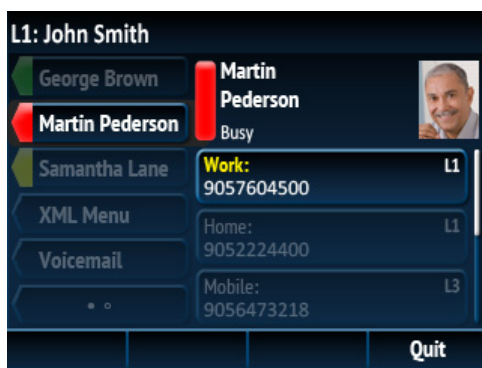 L1: John Smith
George Brown
Martin Pederson
Samantha Lane
XML Menu
Voicemail
Martin
Pederson
Busy
Work: L1
9057604500
Home: L1
9052224400
Mobile: L3
9056473218
Quit